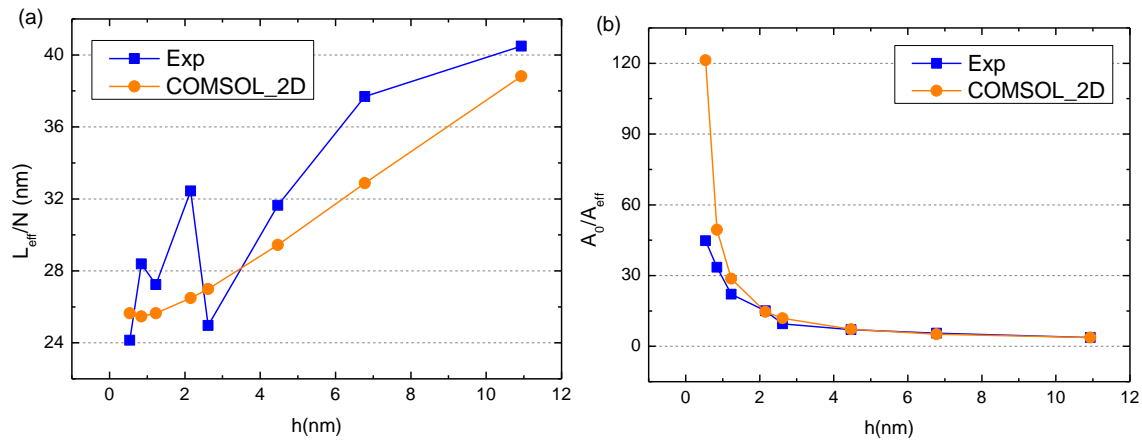 (a)
Exp
COMSOL_2D
40
36
32
28
24
L_eff/N (nm)
0 2 4 6 8 10 12
h(nm)
(b)
Exp
COMSOL_2D
120
90
60
30
0
A_0/A_eff
0 2 4 6 8 10 12
h(nm)